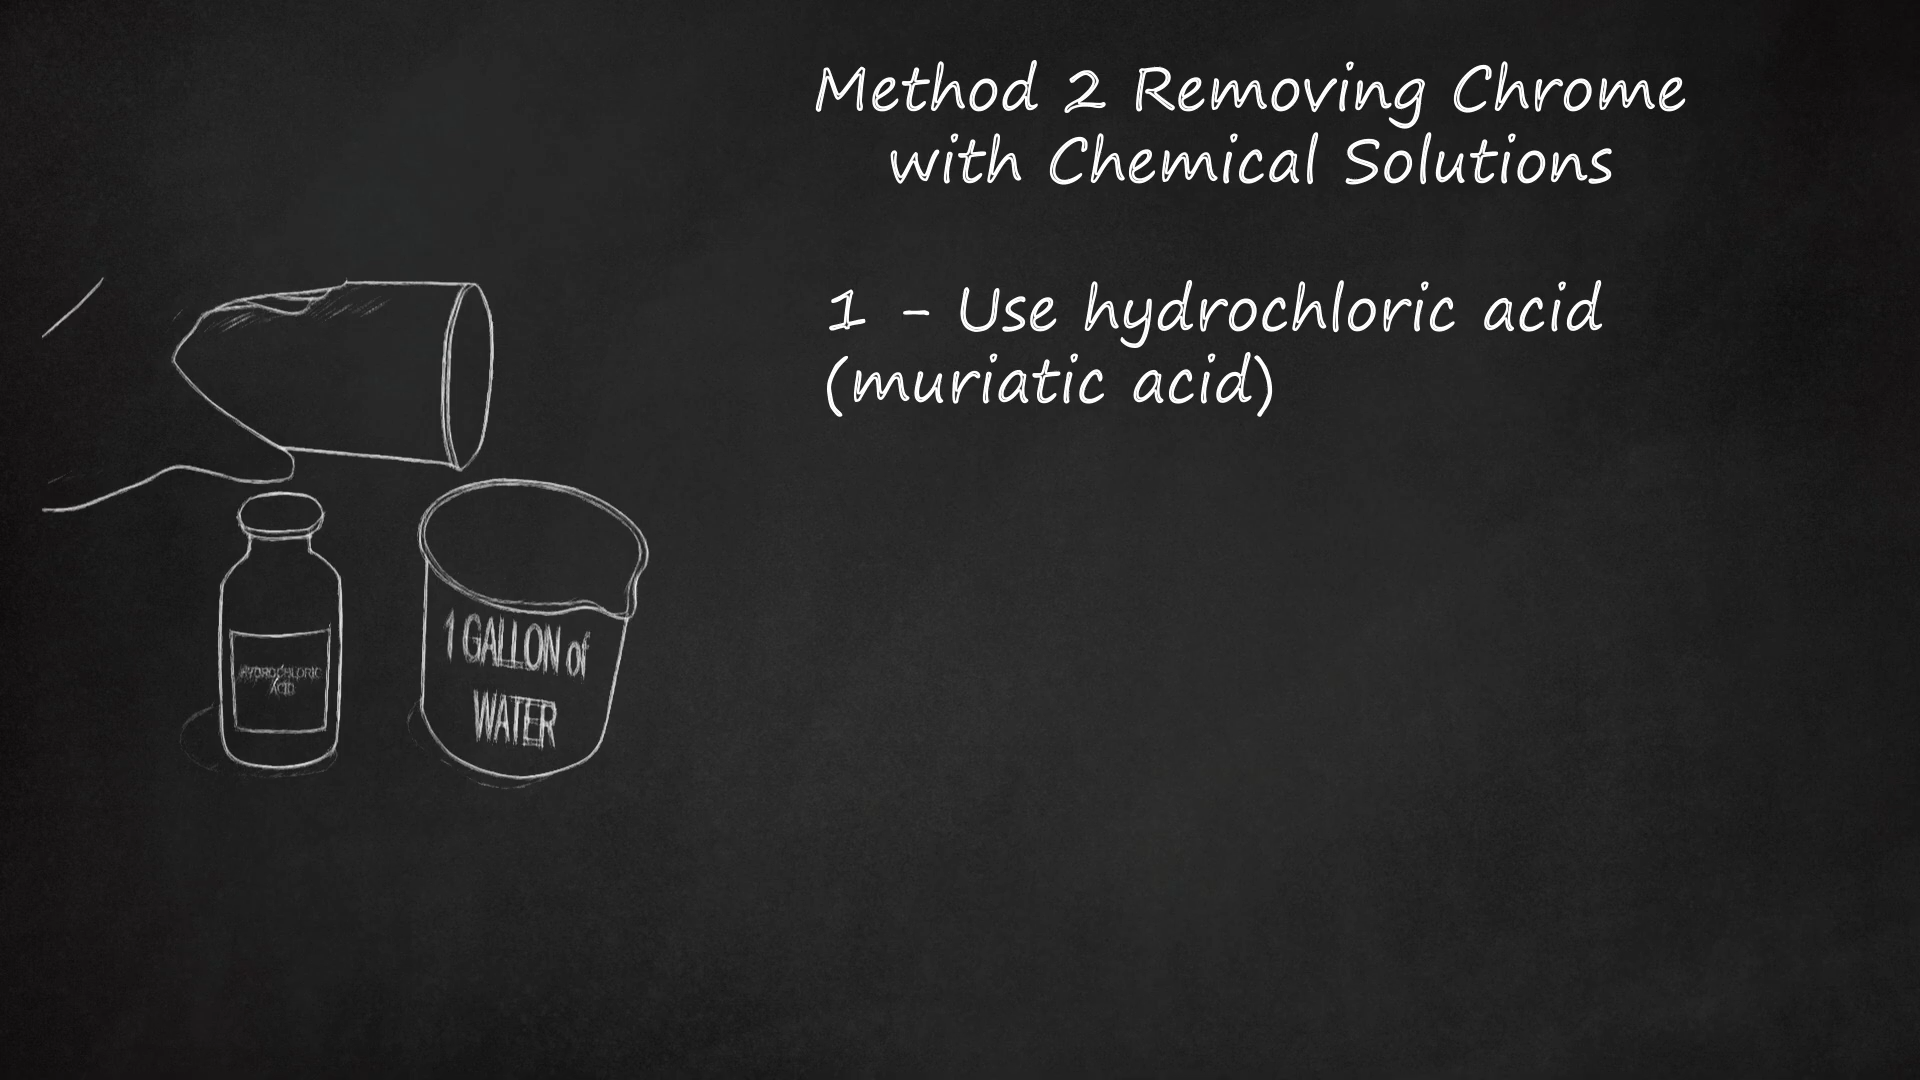 Method 2 Removing Chrome
with Chemical Solutions
1 - Use hydrochloric acid
(muriatic acid)
HYDROCHLORIC
ACID
1 GALLON of
WATER